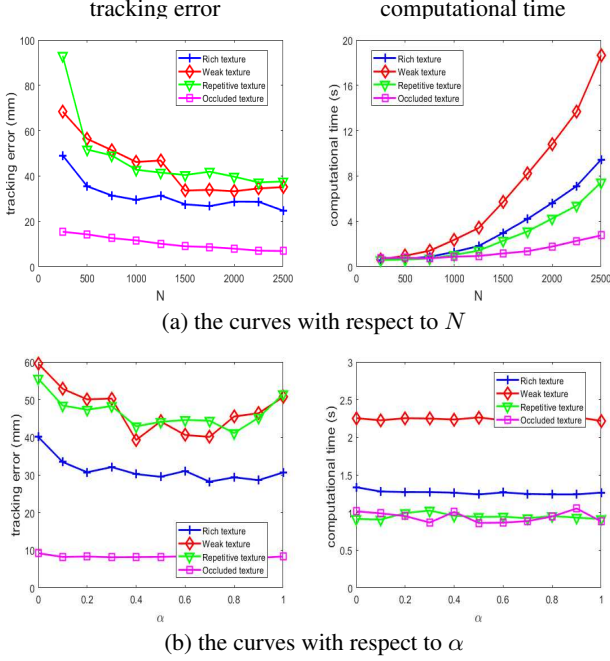 tracking error computational time
100
80
60
40
20
0
tracking error (mm)
Rich texture
Weak texture
Repetitive texture
Occluded texture
0 500 1000 1500 2000 2500
N
20
16
12
8
4
0
computational time (s)
Rich texture
Weak texture
Repetitive texture
Occluded texture
0 500 1000 1500 2000 2500
N
(a) the curves with respect to N
60
50
40
30
20
10
0
tracking error (mm)
Rich texture
Weak texture
Repetitive texture
Occluded texture
0 0.2 0.4 0.6 0.8 1
α
3
2.5
2
1.5
1
0.5
0
computational time (s)
Rich texture
Weak texture
Repetitive texture
Occluded texture
0 0.2 0.4 0.6 0.8 1
α
(b) the curves with respect to α